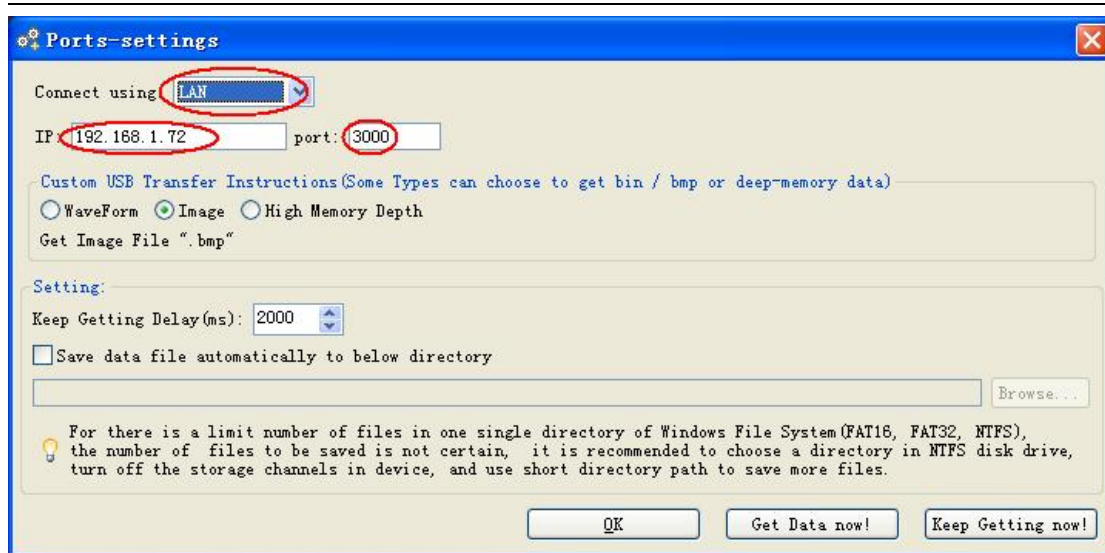 Ports-settings
Connect using LAN
IP: 192.168.1.72 port: 3000
Custom USB Transfer Instructions(Some Types can choose to get bin / bmp or deep-memory data)
WaveForm Image High Memory Depth
Get Image File ".bmp"
Setting:
Keep Getting Delay(ms): 2000
Save data file automatically to below directory
Browse...
For there is a limit number of files in one single directory of Windows File System(FAT16, FAT32, NTFS),
the number of files to be saved is not certain, it is recommended to choose a directory in NTFS disk drive,
turn off the storage channels in device, and use short directory path to save more files.
OK Get Data now! Keep Getting now!